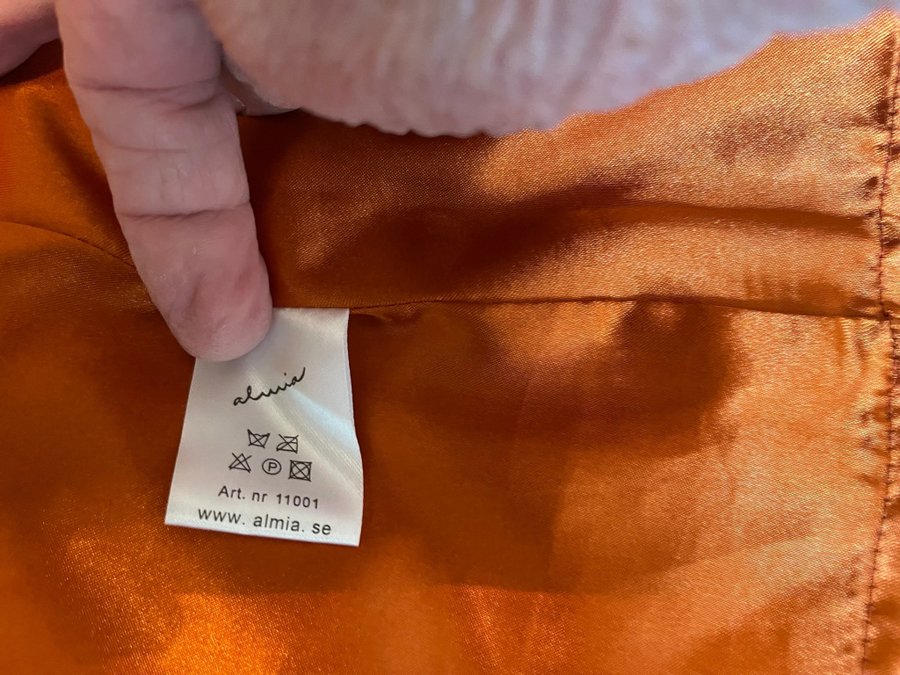 almia
P
Art. nr 11001
www. almia. se